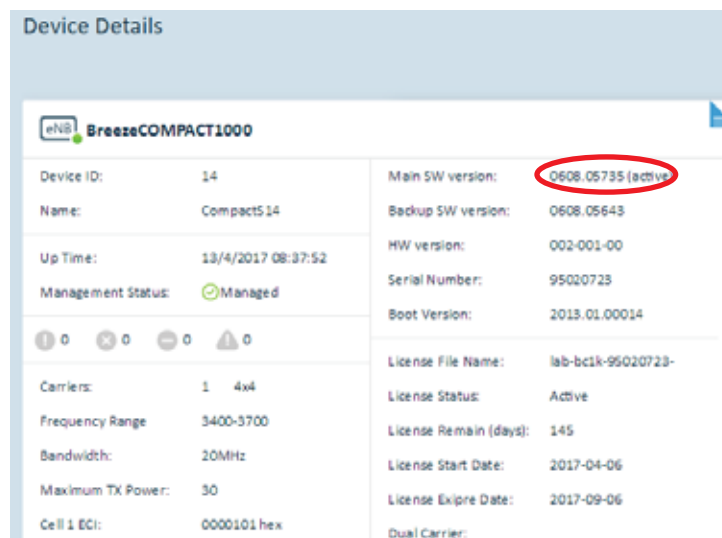 Device Details
eNB BreezeCOMPACT1000
Device ID: 14
Name: CompactS14
Up Time: 13/4/2017 08:37:52
Management Status: Managed
0 0 0 0
Carriers: 1 4x4
Frequency Range 3400-3700
Bandwidth: 20MHz
Maximum TX Power: 30
Cell 1 ECI: 0000101 hex
Main SW version: 0608.05735 (active)
Backup SW version: 0608.05643
HW version: 002-001-00
Serial Number: 95020723
Boot Version: 2013.01.00014
License File Name: lab-bc1k-95020723-
License Status: Active
License Remain (days): 145
License Start Date: 2017-04-06
License Exipre Date: 2017-09-06
Dual Carrier: